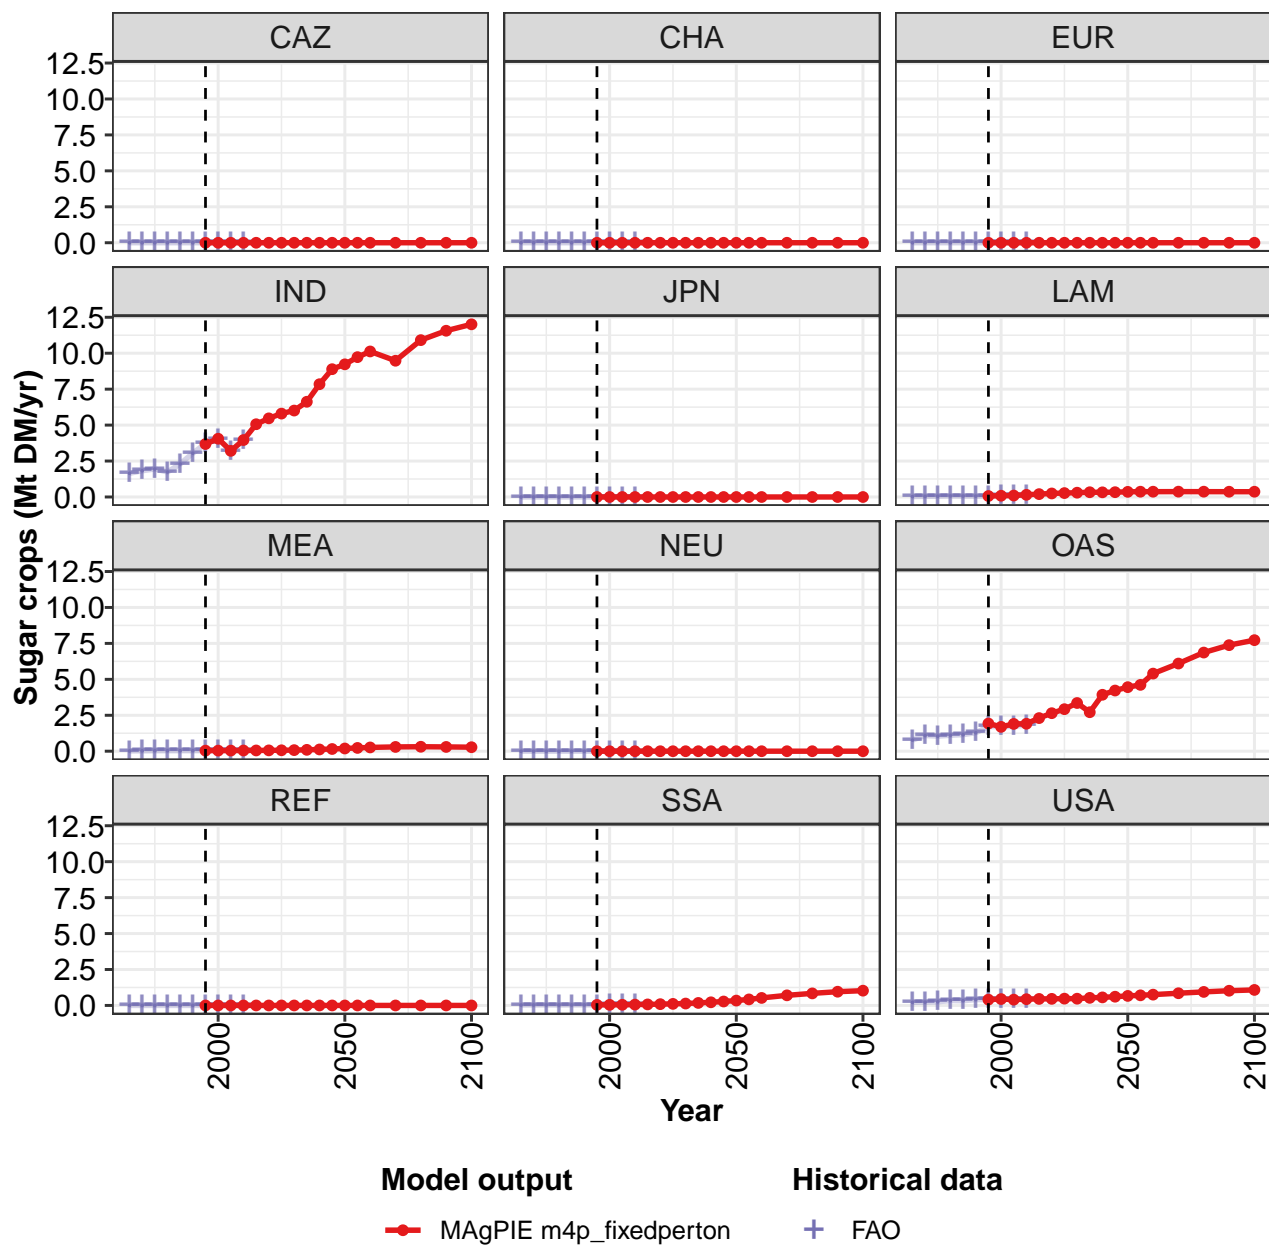 CAZ CHA EUR
12.5
10.0
7.5
5.0
2.5
0.0
IND JPN LAM
12.5
10.0
7.5
5.0
2.5
0.0
MEA NEU OAS
12.5
10.0
7.5
5.0
2.5
0.0
REF SSA USA
12.5
10.0
7.5
5.0
2.5
0.0
Sugar crops (Mt DM/yr)
2000 2050 2100 2000 2050 2100 2000 2050 2100
Year
Model output Historical data
MAgPIE m4p_fixedperton FAO